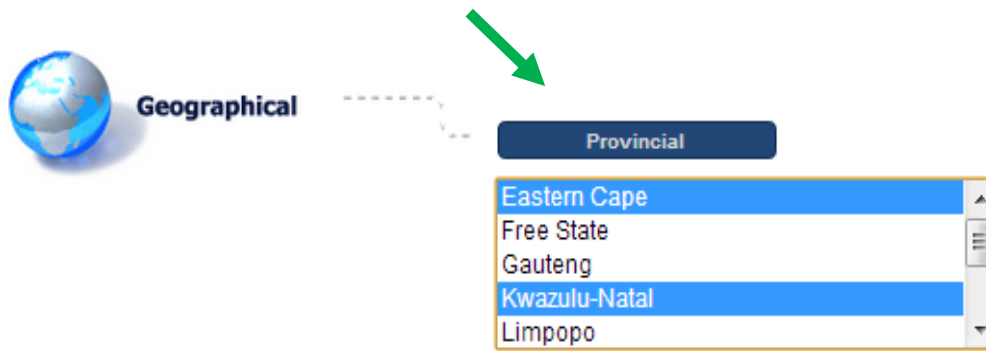 Geographical
Provincial
Eastern Cape
Free State
Gauteng
Kwazulu-Natal
Limpopo